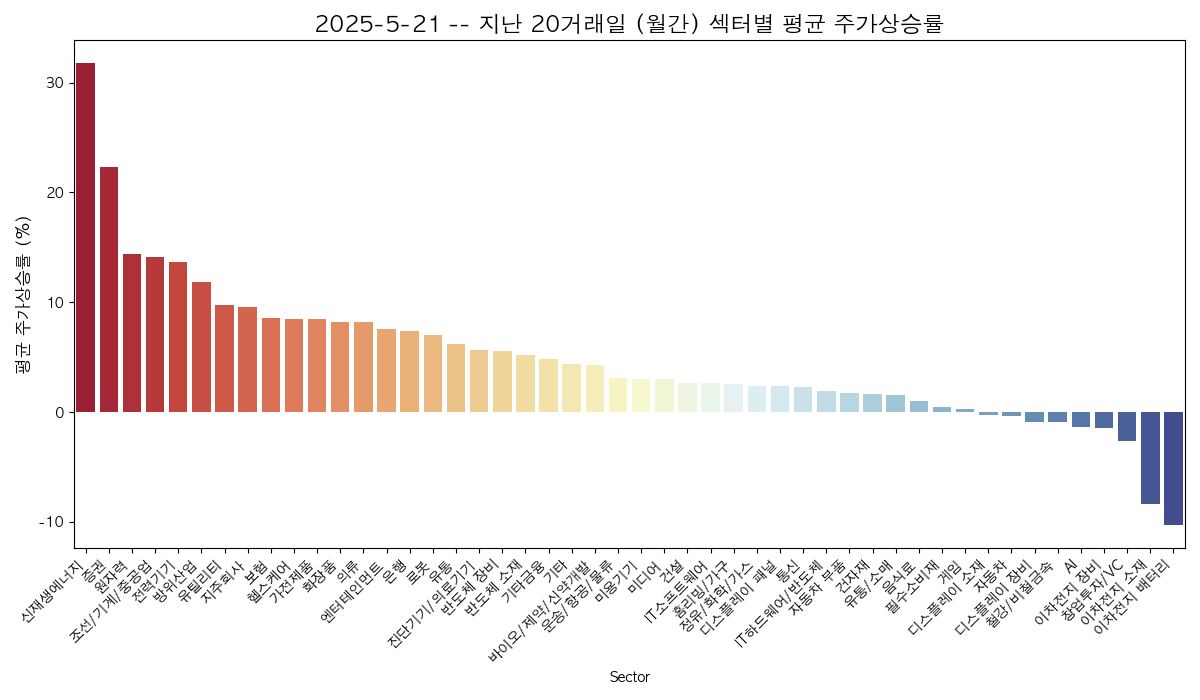 2025-5-21 -- 지난 20거래일 (월간) 섹터별 평균 주가상승률
평균 주가상승률 (%)
30
20
10
0
-10
신재생에너지
증권
원자력
조선/기계/중공업
전력기기
방위산업
유틸리티
지주회사
보험
헬스케어
가전제품
화장품
의류
엔터테인먼트
은행
로봇
유통
진단기기/의료기기
반도체 장비
반도체 소재
기타금융
기타
바이오/제약/신약개발
운송/항공/물류
미용기기
미디어
건설
IT소프트웨어
홈리빙/가구
정유/화학/가스
디스플레이 패널
통신
IT하드웨어/반도체
자동차 부품
건자재
유통/소매
음식료
필수소비재
게임
디스플레이 소재
자동차
디스플레이 장비
철강/비철금속
AI
이차전지 장비
창업투자/VC
이차전지 소재
이차전지 배터리
Sector